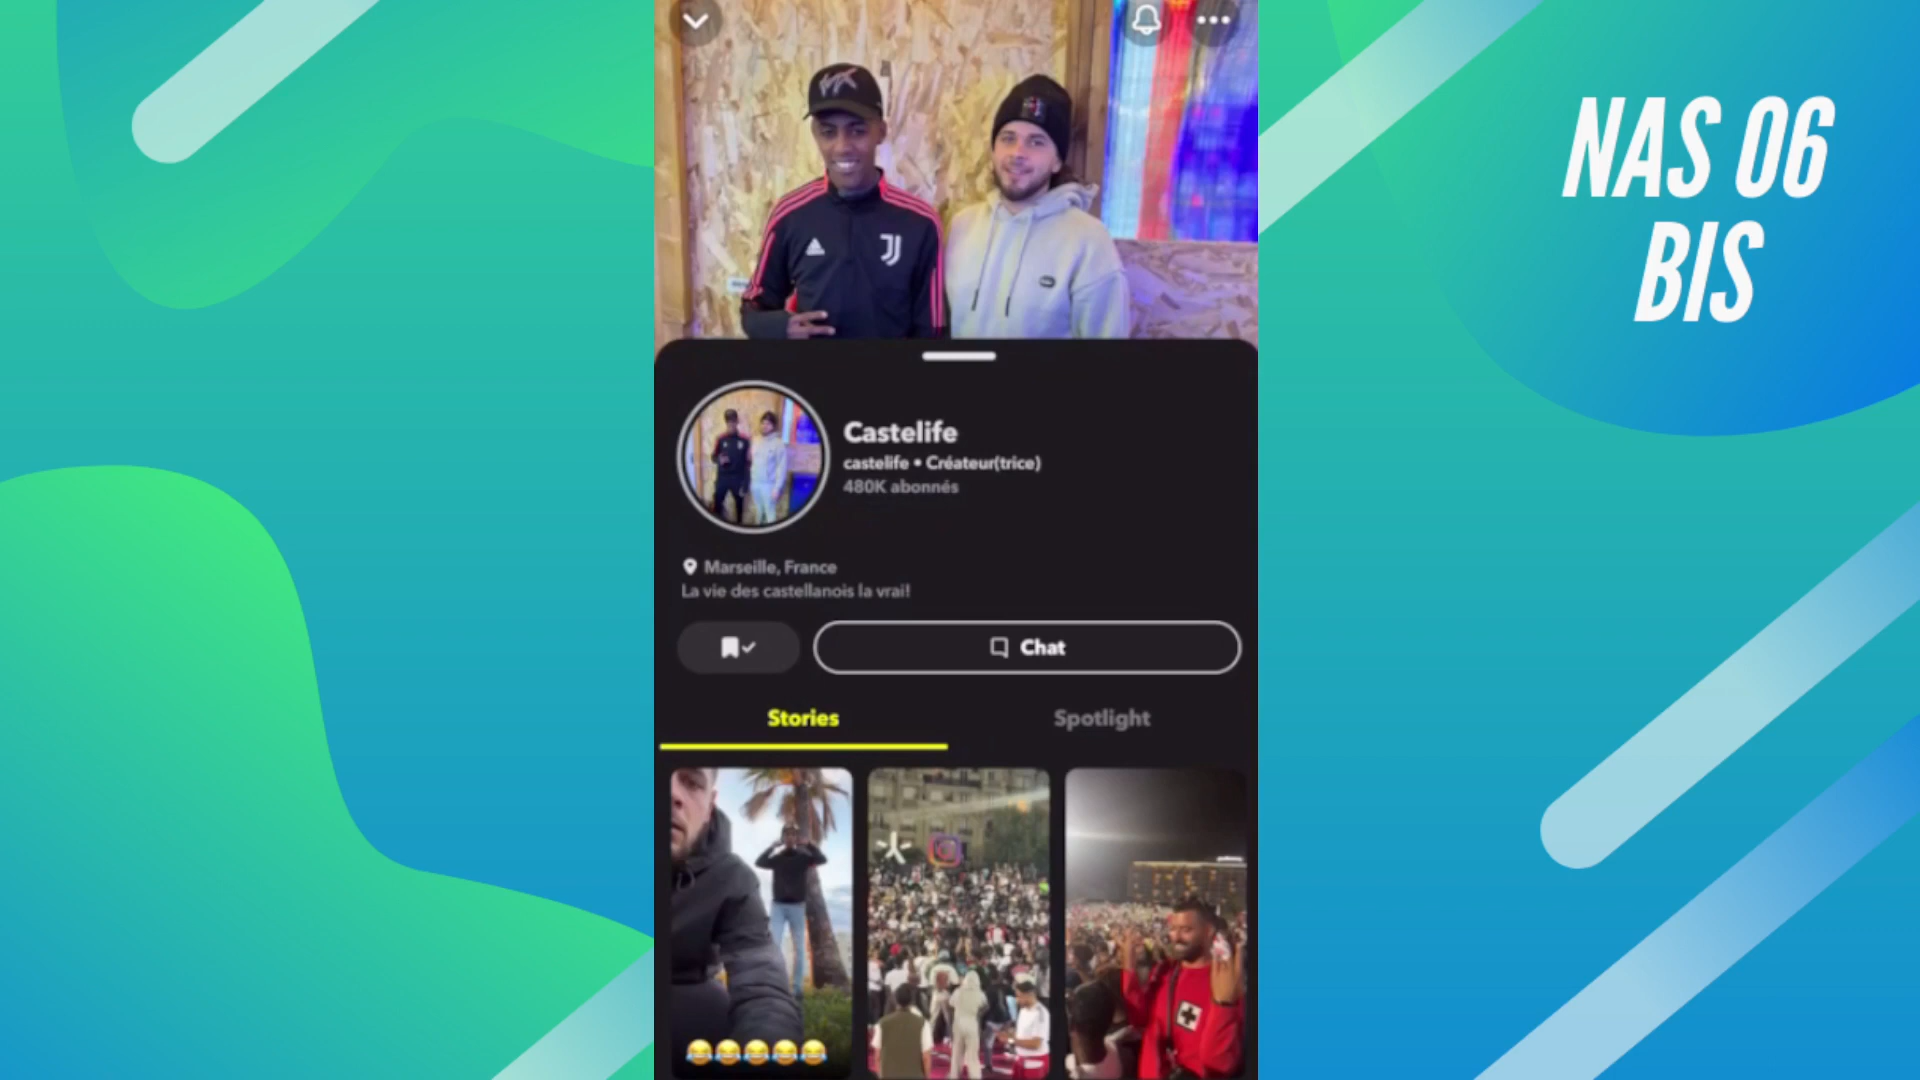 NAS 06
BIS
Castelife
castelife • Créateur(trice)
480K abonnés
Marseille, France
La vie des castellanois la vrai!
Chat
Stories
Spotlight